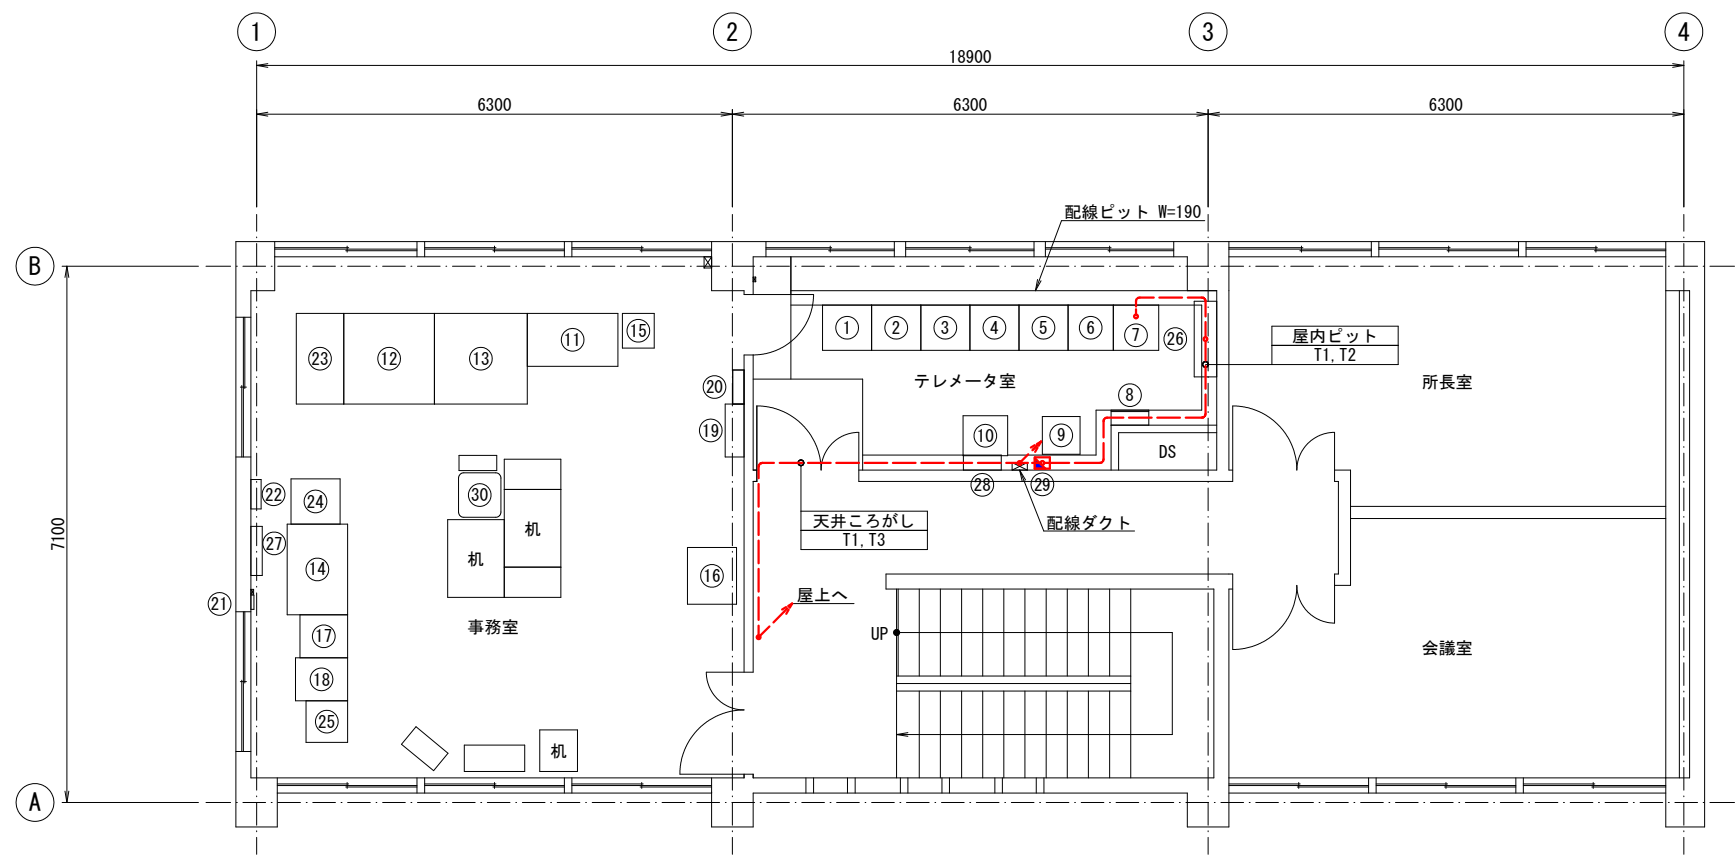 ① ② ③ ④
18900
6300 6300 6300
配線ピット W=190
Ⓑ
㉓ ⑫ ⑬ ⑪ ⑮
① ② ③ ④ ⑤ ⑥ ⑦ ㉖
屋内ピット
T1,T2
テレメータ室
所長室
⑳
⑲
⑧
⑩ ⑨
DS
㉘ ㉙
配線ダクト
天井ころがし
T1,T3
㉒ ㉔ ㉚
机
机
㉗
⑭
7100
⑯
㉑
屋上へ
⑰
事務室
UP
会議室
⑱
㉕
机
Ⓐ